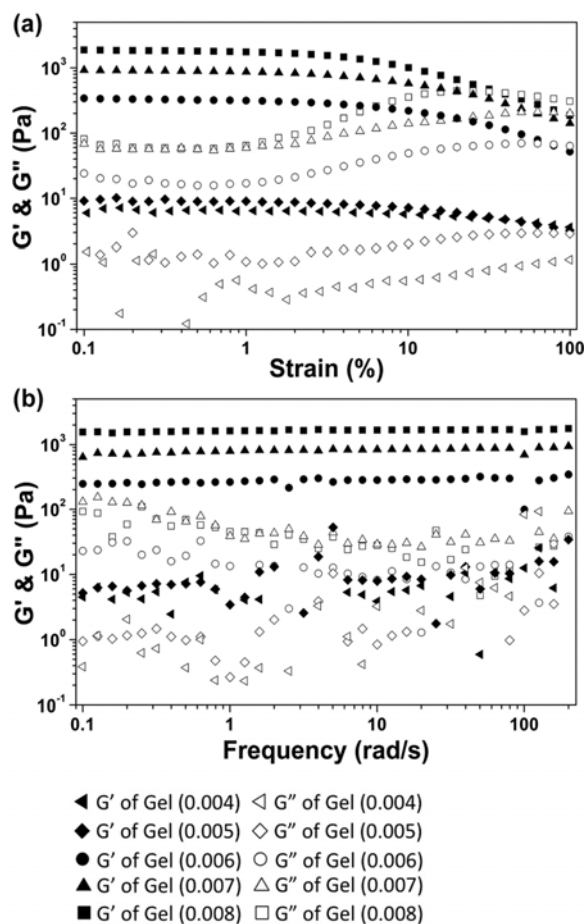 (a)
G' & G'' (Pa)
10³
10²
10¹
10⁰
10⁻¹
0.1 1 10 100
Strain (%)
(b)
G' & G'' (Pa)
10³
10²
10¹
10⁰
10⁻¹
0.1 1 10 100
Frequency (rad/s)
G' of Gel (0.004) G'' of Gel (0.004)
G' of Gel (0.005) G'' of Gel (0.005)
G' of Gel (0.006) G'' of Gel (0.006)
G' of Gel (0.007) G'' of Gel (0.007)
G' of Gel (0.008) G'' of Gel (0.008)